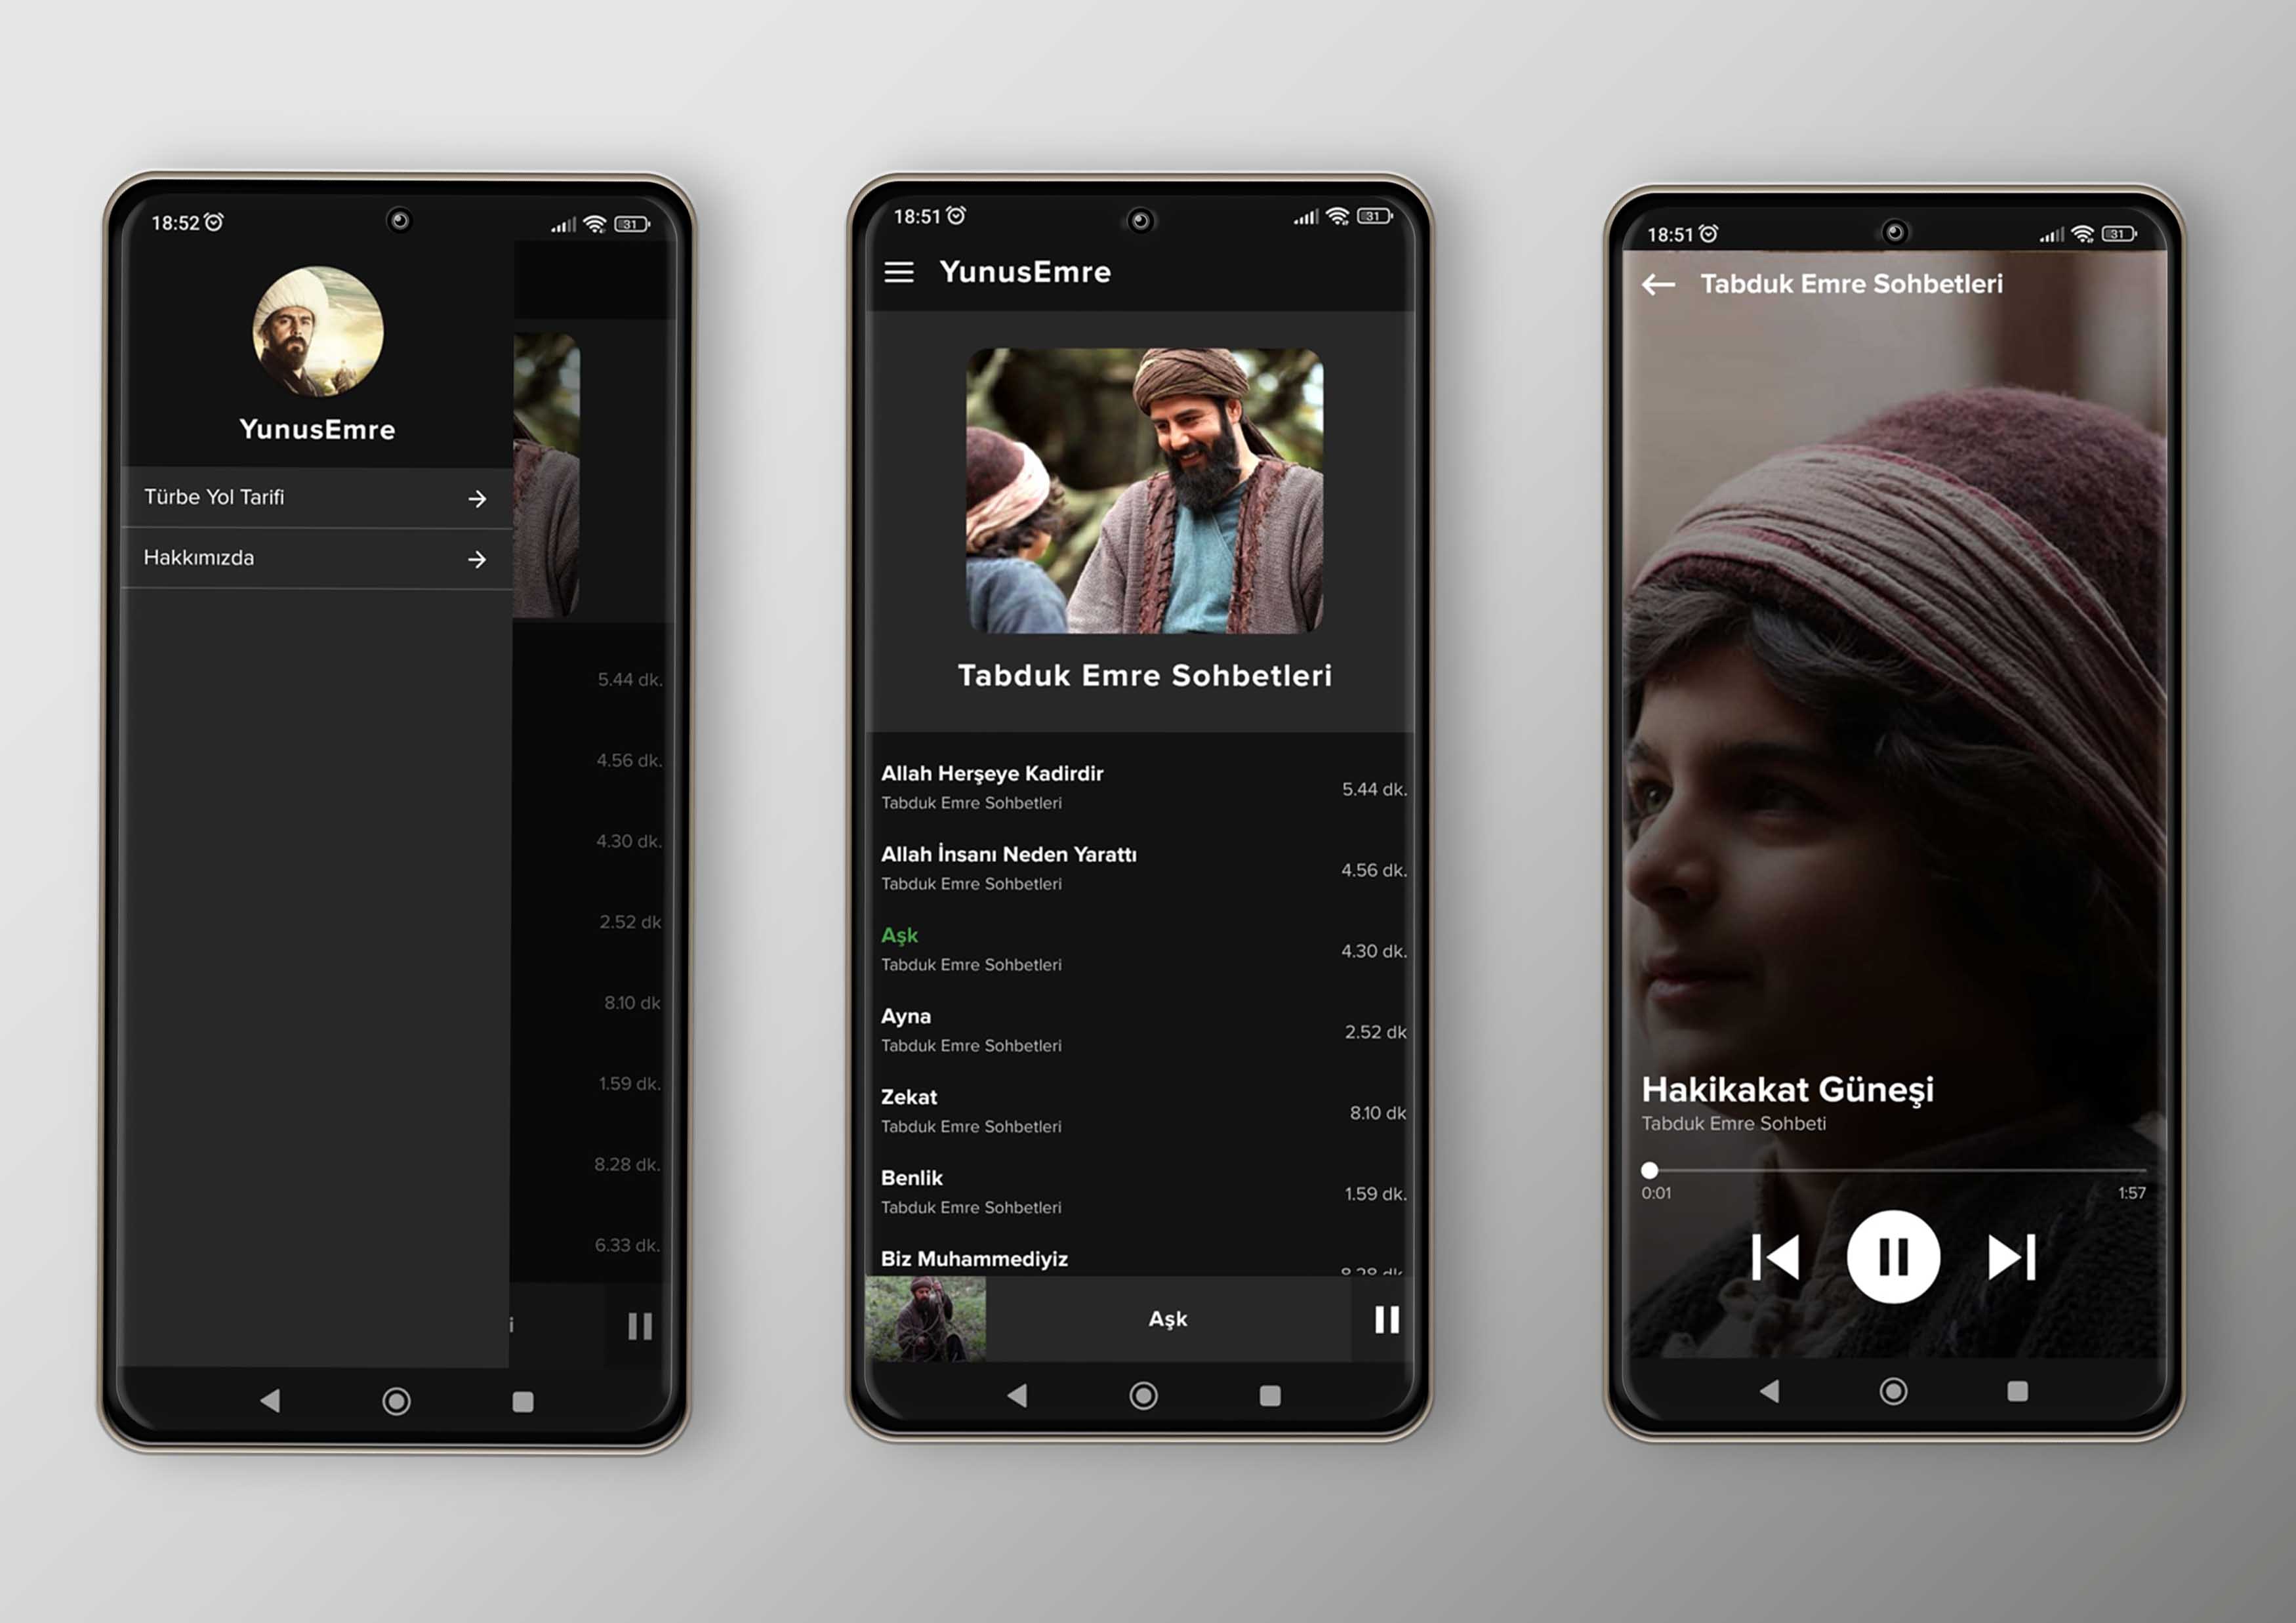 18:52
31
YunusEmre
Türbe Yol Tarifi
Hakkımızda
5.44 dk.
4.56 dk.
4.30 dk.
2.52 dk
8.10 dk
1.59 dk.
8.28 dk.
6.33 dk.
i
18:51
31
YunusEmre
Tabduk Emre Sohbetleri
Allah Herşeye Kadirdir
Tabduk Emre Sohbetleri
5.44 dk.
Allah İnsanı Neden Yarattı
Tabduk Emre Sohbetleri
4.56 dk.
Aşk
Tabduk Emre Sohbetleri
4.30 dk.
Ayna
Tabduk Emre Sohbetleri
2.52 dk
Zekat
Tabduk Emre Sohbetleri
8.10 dk
Benlik
Tabduk Emre Sohbetleri
1.59 dk.
Biz Muhammediyiz
8.28 dk.
Aşk
18:51
31
Tabduk Emre Sohbetleri
Hakikakat Güneşi
Tabduk Emre Sohbeti
0:01
1:57